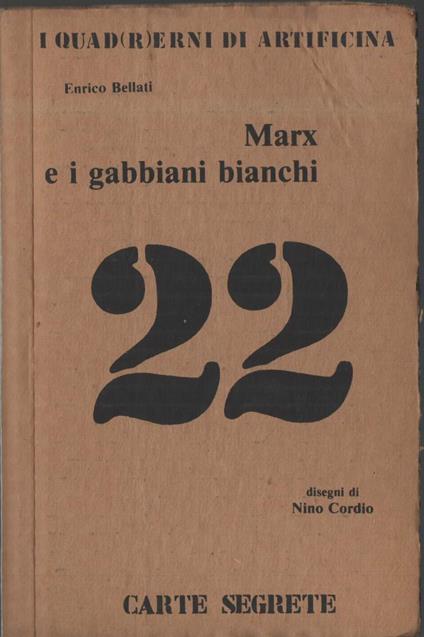 I QUAD(R)ERNI DI ARTIFICINA
Enrico Bellati
Marx
e i gabbiani bianchi
22
disegni di
Nino Cordio
CARTE SEGRETE